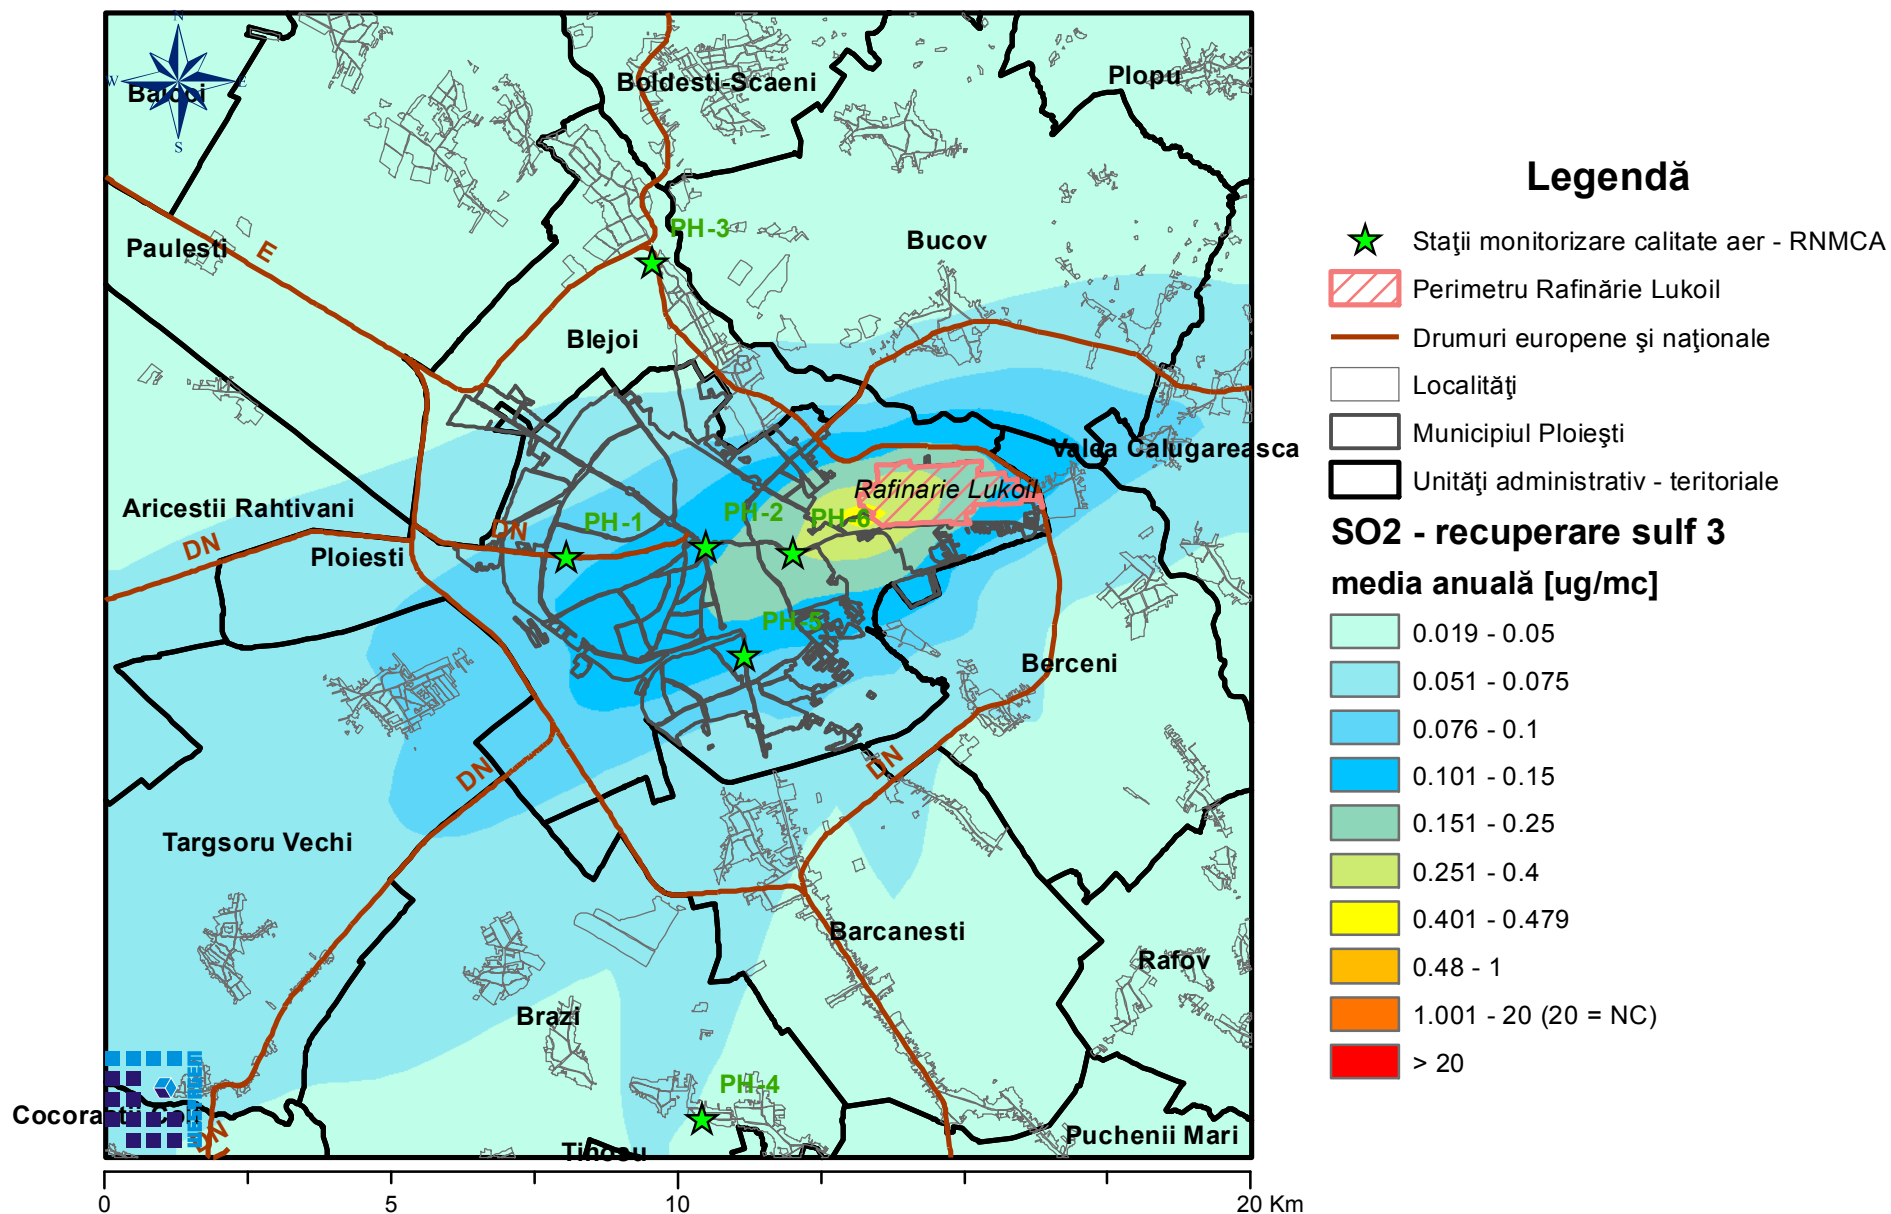 N
W
E
S
Baicoi
Boldesti-Scaeni
Plopu
Paulesti
E
PH-3
Bucov
Blejoi
Valea Calugareasca
Rafinarie Lukoil
Aricestii Rahtivani
PH-1
PH-2
PH-6
DN
DN
Ploiesti
PH-5
Berceni
DN
DN
Targsoru Vechi
Barcanesti
Rafov
Brazi
PH-4
DN
Puchenii Mari
Tinosu
0
5
10
20 Km
Legendă
Staţii monitorizare calitate aer - RNMCA
Perimetru Rafinărie Lukoil
Drumuri europene şi naţionale
Localităţi
Municipiul Ploieşti
Unităţi administrativ - teritoriale
SO2 - recuperare sulf 3
media anuală [ug/mc]
0.019 - 0.05
0.051 - 0.075
0.076 - 0.1
0.101 - 0.15
0.151 - 0.25
0.251 - 0.4
0.401 - 0.479
0.48 - 1
1.001 - 20 (20 = NC)
> 20